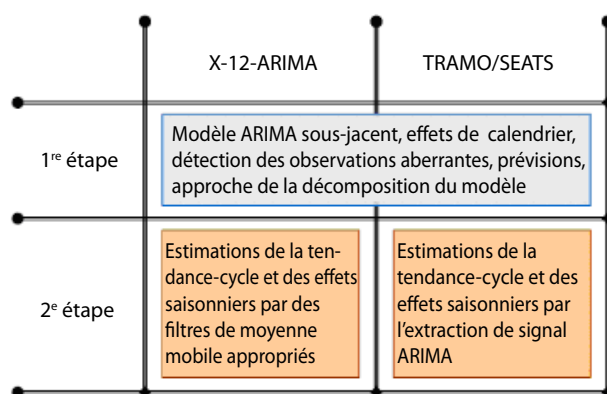 X-12-ARIMA
TRAMO/SEATS
1re étape
Modèle ARIMA sous-jacent, effets de calendrier,
détection des observations aberrantes, prévisions,
approche de la décomposition du modèle
2e étape
Estimations de la ten-
dance-cycle et des effets
saisonniers par des
filtres de moyenne
mobile appropriés
Estimations de la
tendance-cycle et des
effets saisonniers par
l’extraction de signal
ARIMA